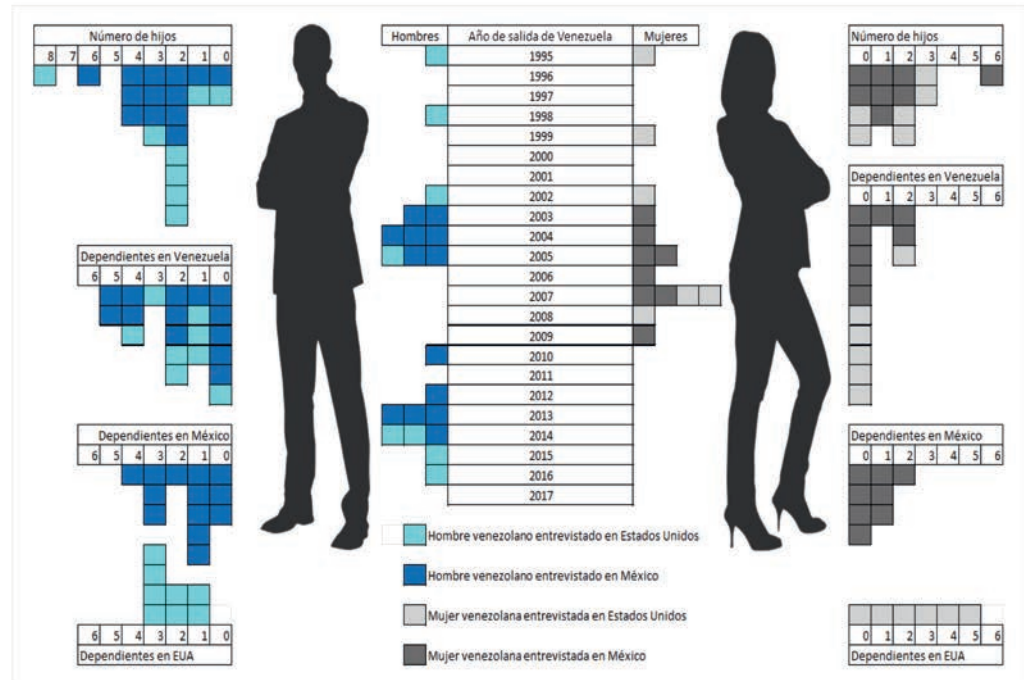 Número de hijos
8 7 6 5 4 3 2 1 0
Dependientes en Venezuela
6 5 4 3 2 1 0
Dependientes en México
6 5 4 3 2 1 0
6 5 4 3 2 1 0
Dependientes en EUA
Hombres Año de salida de Venezuela Mujeres
1995
1996
1997
1998
1999
2000
2001
2002
2003
2004
2005
2006
2007
2008
2009
2010
2011
2012
2013
2014
2015
2016
2017
Hombre venezolano entrevistado en Estados Unidos
Hombre venezolano entrevistado en México
Mujer venezolana entrevistada en Estados Unidos
Mujer venezolana entrevistada en México
Número de hijos
0 1 2 3 4 5 6
Dependientes en Venezuela
0 1 2 3 4 5 6
Dependientes en México
0 1 2 3 4 5 6
0 1 2 3 4 5 6
Dependientes en EUA